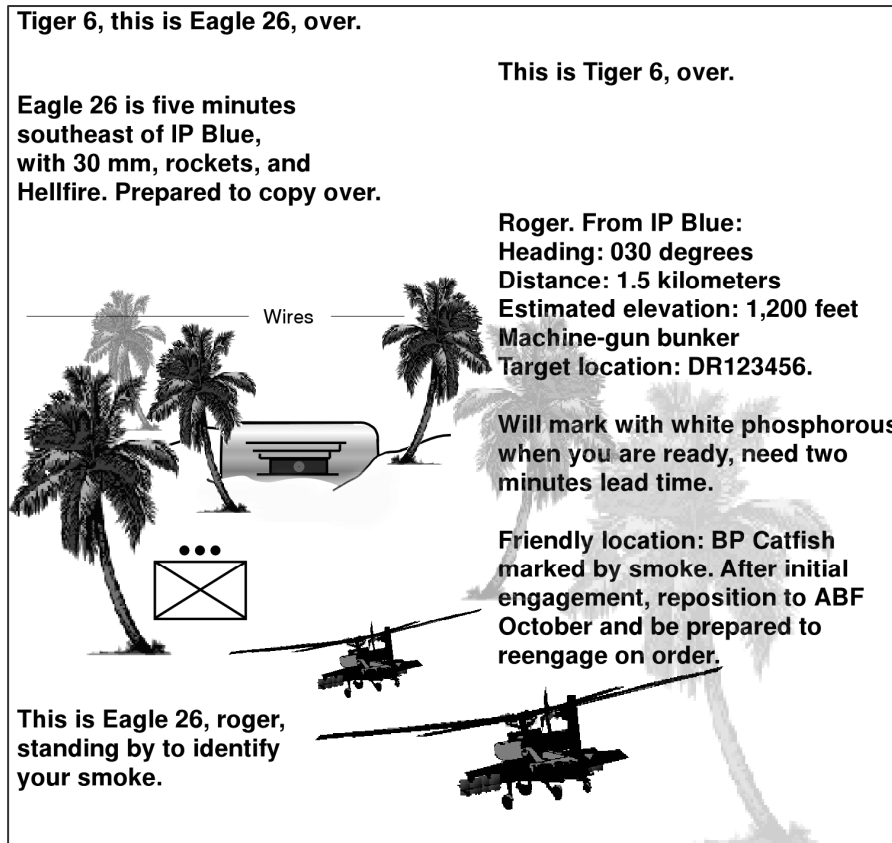 Tiger 6, this is Eagle 26, over.
This is Tiger 6, over.
Eagle 26 is five minutes
southeast of IP Blue,
with 30 mm, rockets, and
Hellfire. Prepared to copy over.
Roger. From IP Blue:
Heading: 030 degrees
Distance: 1.5 kilometers
Estimated elevation: 1,200 feet
Machine-gun bunker
Target location: DR123456.
Wires
Will mark with white phosphorous
when you are ready, need two
minutes lead time.
Friendly location: BP Catfish
marked by smoke. After initial
engagement, reposition to ABF
October and be prepared to
reengage on order.
This is Eagle 26, roger,
standing by to identify
your smoke.